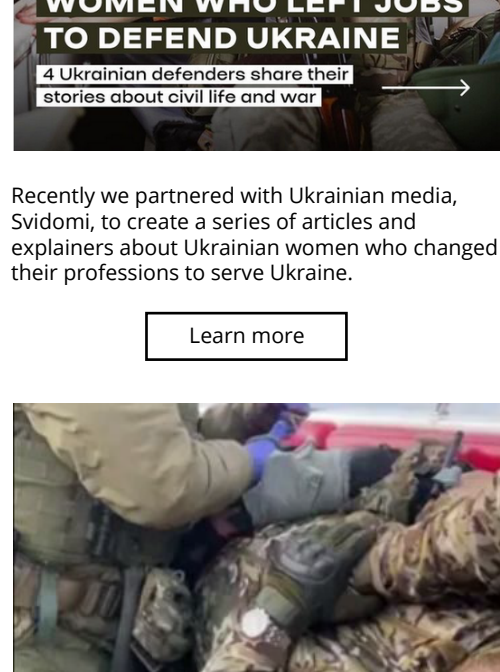 WOMEN WHO LEFT JOBS
TO DEFEND UKRAINE
4 Ukrainian defenders share their
stories about civil life and war
Recently we partnered with Ukrainian media,
Svidomi, to create a series of articles and
explainers about Ukrainian women who changed
their professions to serve Ukraine.
Learn more